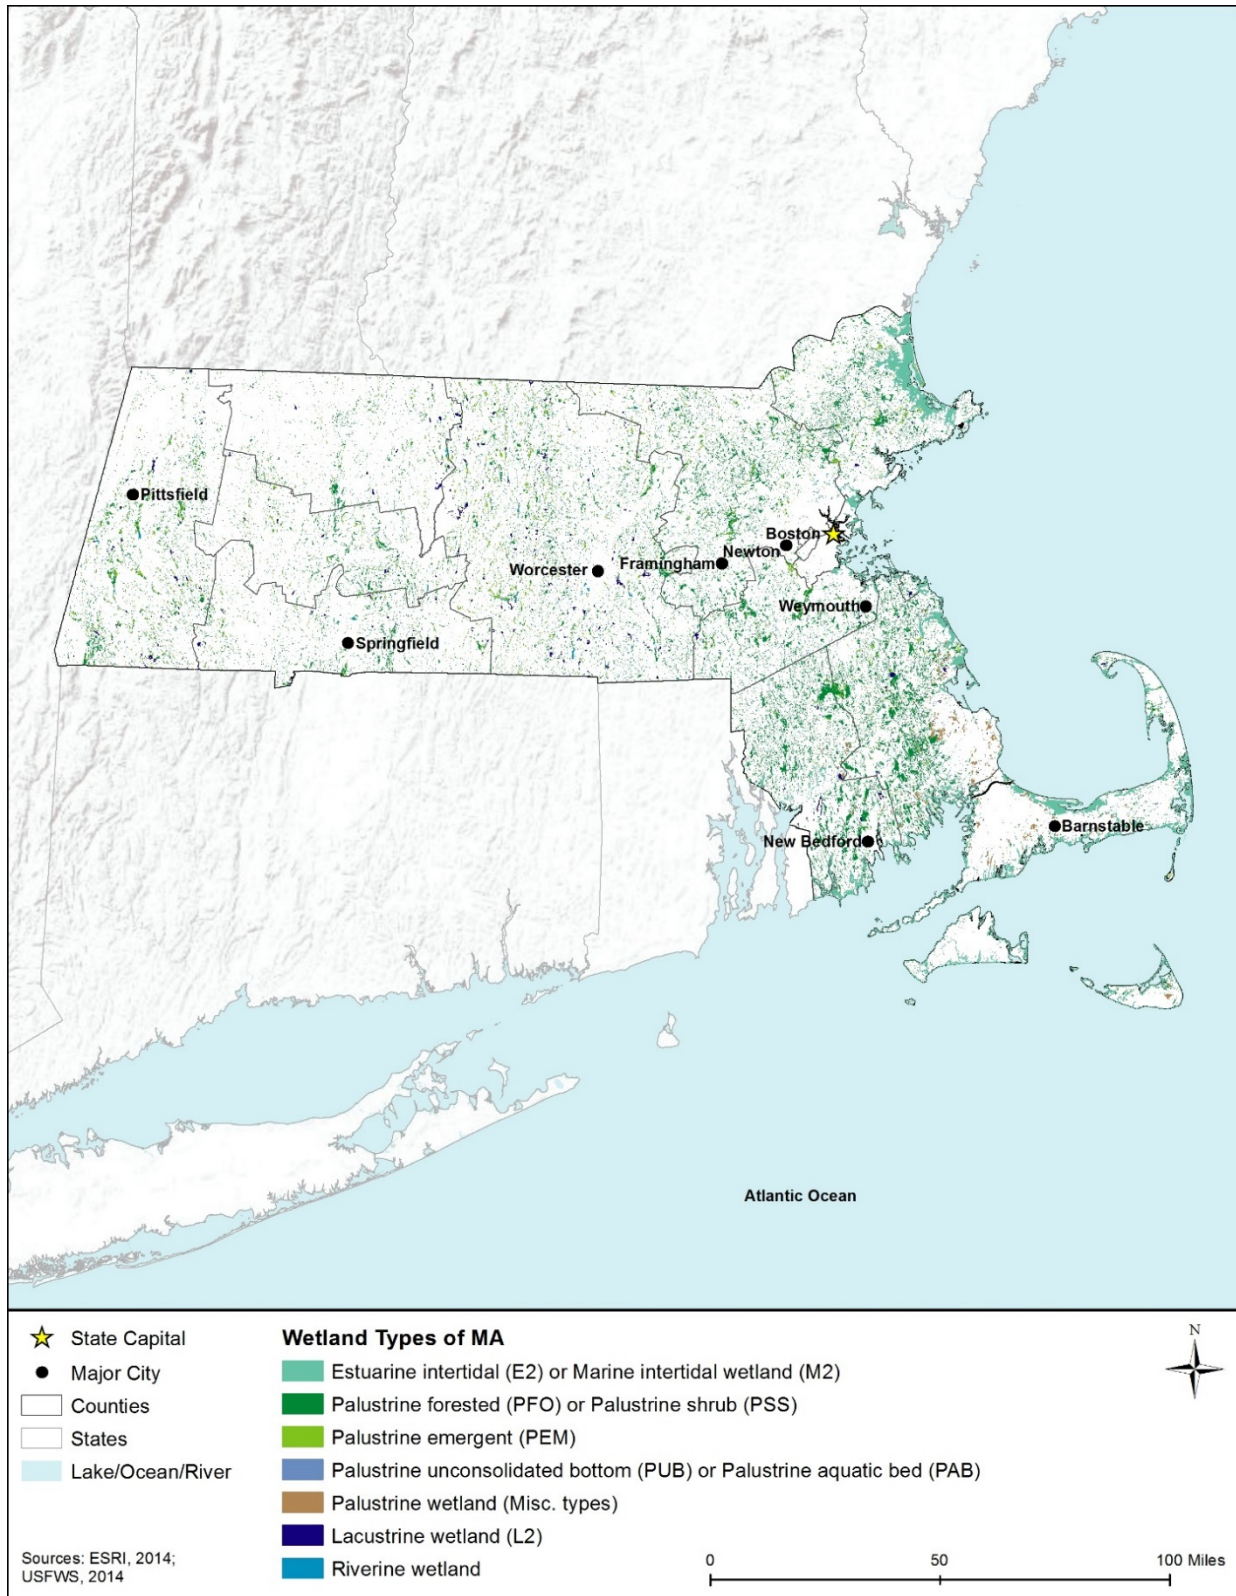 Pittsfield
Boston
Newton
Framingham
Worcester
Weymouth
Springfield
Barnstable
New Bedford
Atlantic Ocean
State Capital
Major City
Counties
States
Lake/Ocean/River
Sources: ESRI, 2014;
USFWS, 2014
Wetland Types of MA
Estuarine intertidal (E2) or Marine intertidal wetland (M2)
Palustrine forested (PFO) or Palustrine shrub (PSS)
Palustrine emergent (PEM)
Palustrine unconsolidated bottom (PUB) or Palustrine aquatic bed (PAB)
Palustrine wetland (Misc. types)
Lacustrine wetland (L2)
Riverine wetland
N
0 50 100 Miles